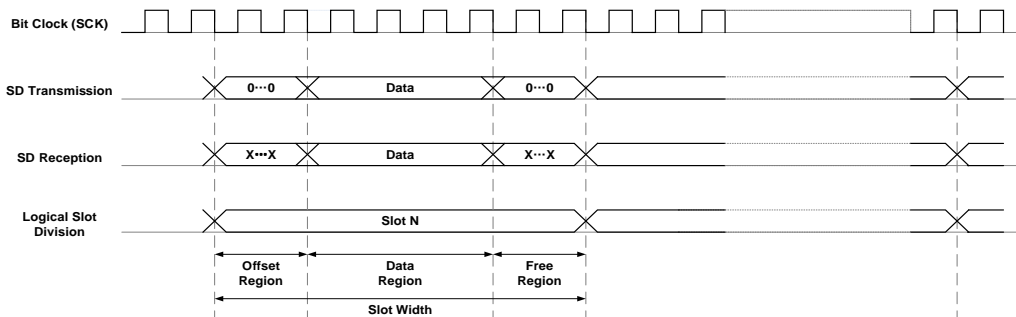 Bit Clock (SCK)
SD Transmission
0···0
Data
0···0
SD Reception
X···X
Data
X···X
Logical Slot
Division
Slot N
Offset
Region
Data
Region
Free
Region
Slot Width